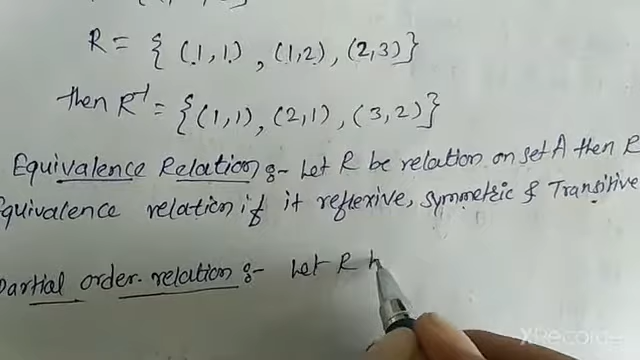 R = { (1,1), (1,2), (2,3)}
then R⁻¹ = {(1,1), (2,1), (3,2)}
Equivalence Relation :- Let R be relation on set A then R
Equivalence relation if it reflexive, symmetric & Transitive
Partial order relation :- Let R
XRecorder